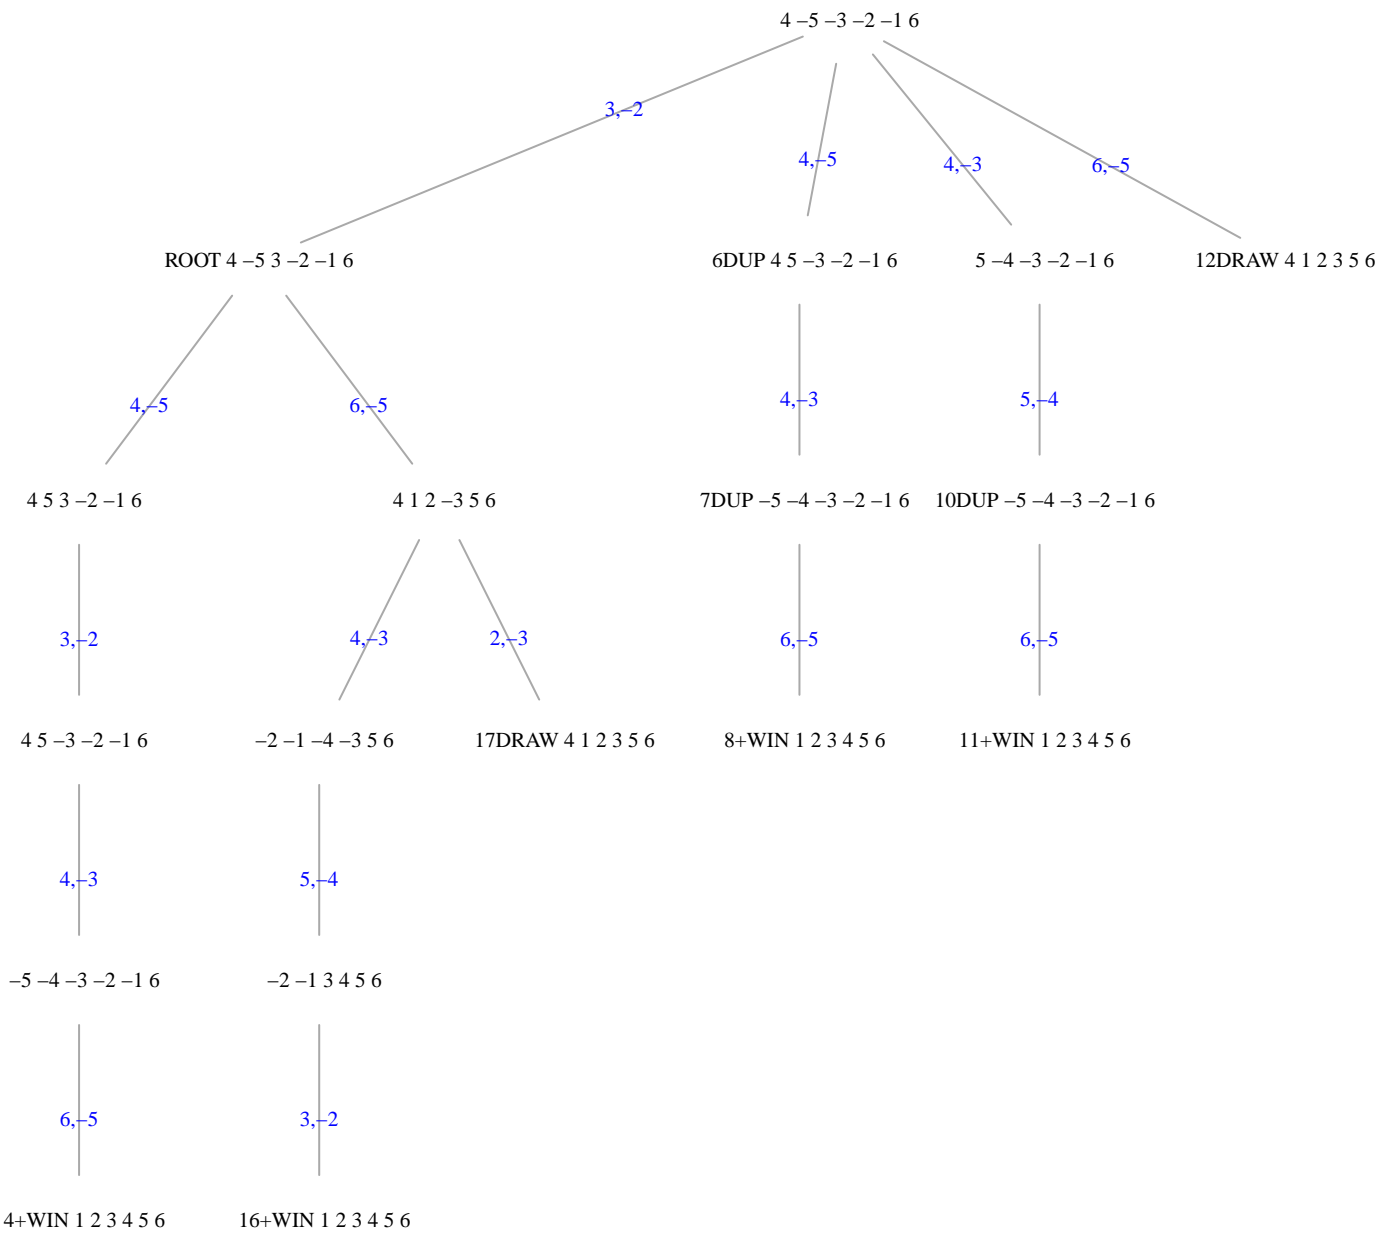 4 –5 –3 –2 –1 6
3,–2
4,–5
4,–3
6,–5
ROOT 4 –5 3 –2 –1 6
6DUP 4 5 –3 –2 –1 6
5 –4 –3 –2 –1 6
12DRAW 4 1 2 3 5 6
4,–5
6,–5
4,–3
5,–4
4 5 3 –2 –1 6
4 1 2 –3 5 6
7DUP –5 –4 –3 –2 –1 6
10DUP –5 –4 –3 –2 –1 6
3,–2
4,–3
2,–3
6,–5
6,–5
4 5 –3 –2 –1 6
–2 –1 –4 –3 5 6
17DRAW 4 1 2 3 5 6
8+WIN 1 2 3 4 5 6
11+WIN 1 2 3 4 5 6
4,–3
5,–4
–5 –4 –3 –2 –1 6
–2 –1 3 4 5 6
6,–5
3,–2
4+WIN 1 2 3 4 5 6
16+WIN 1 2 3 4 5 6